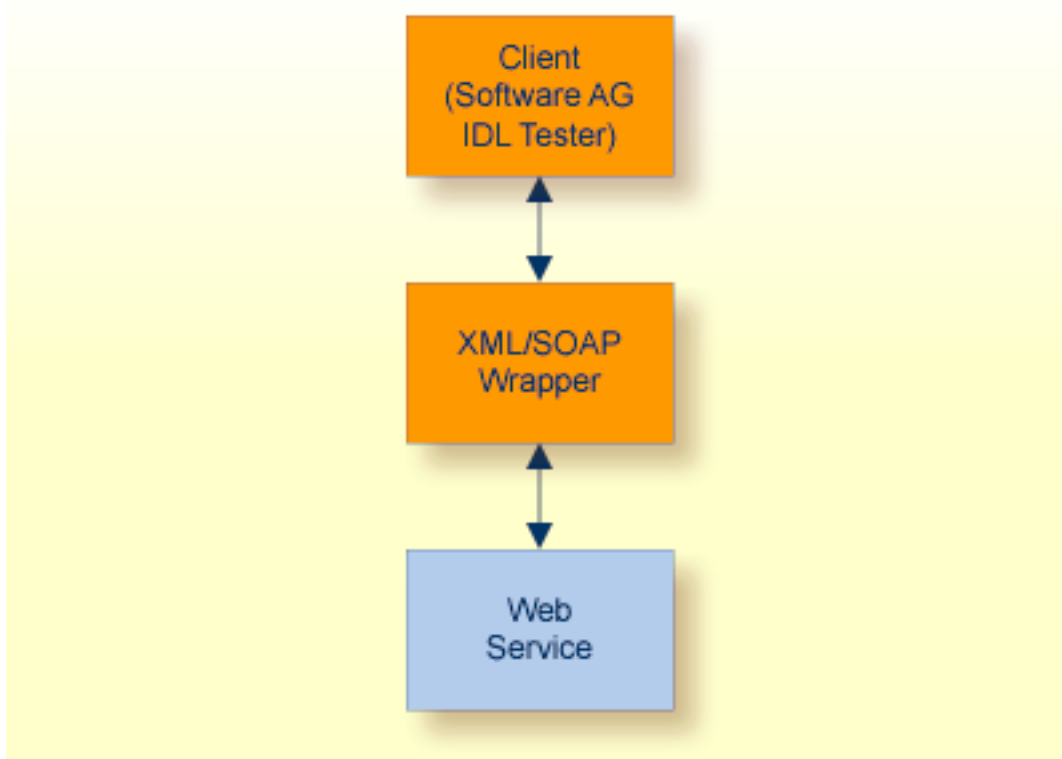 Client
(Software AG
IDL Tester)
XML/SOAP
Wrapper
Web
Service